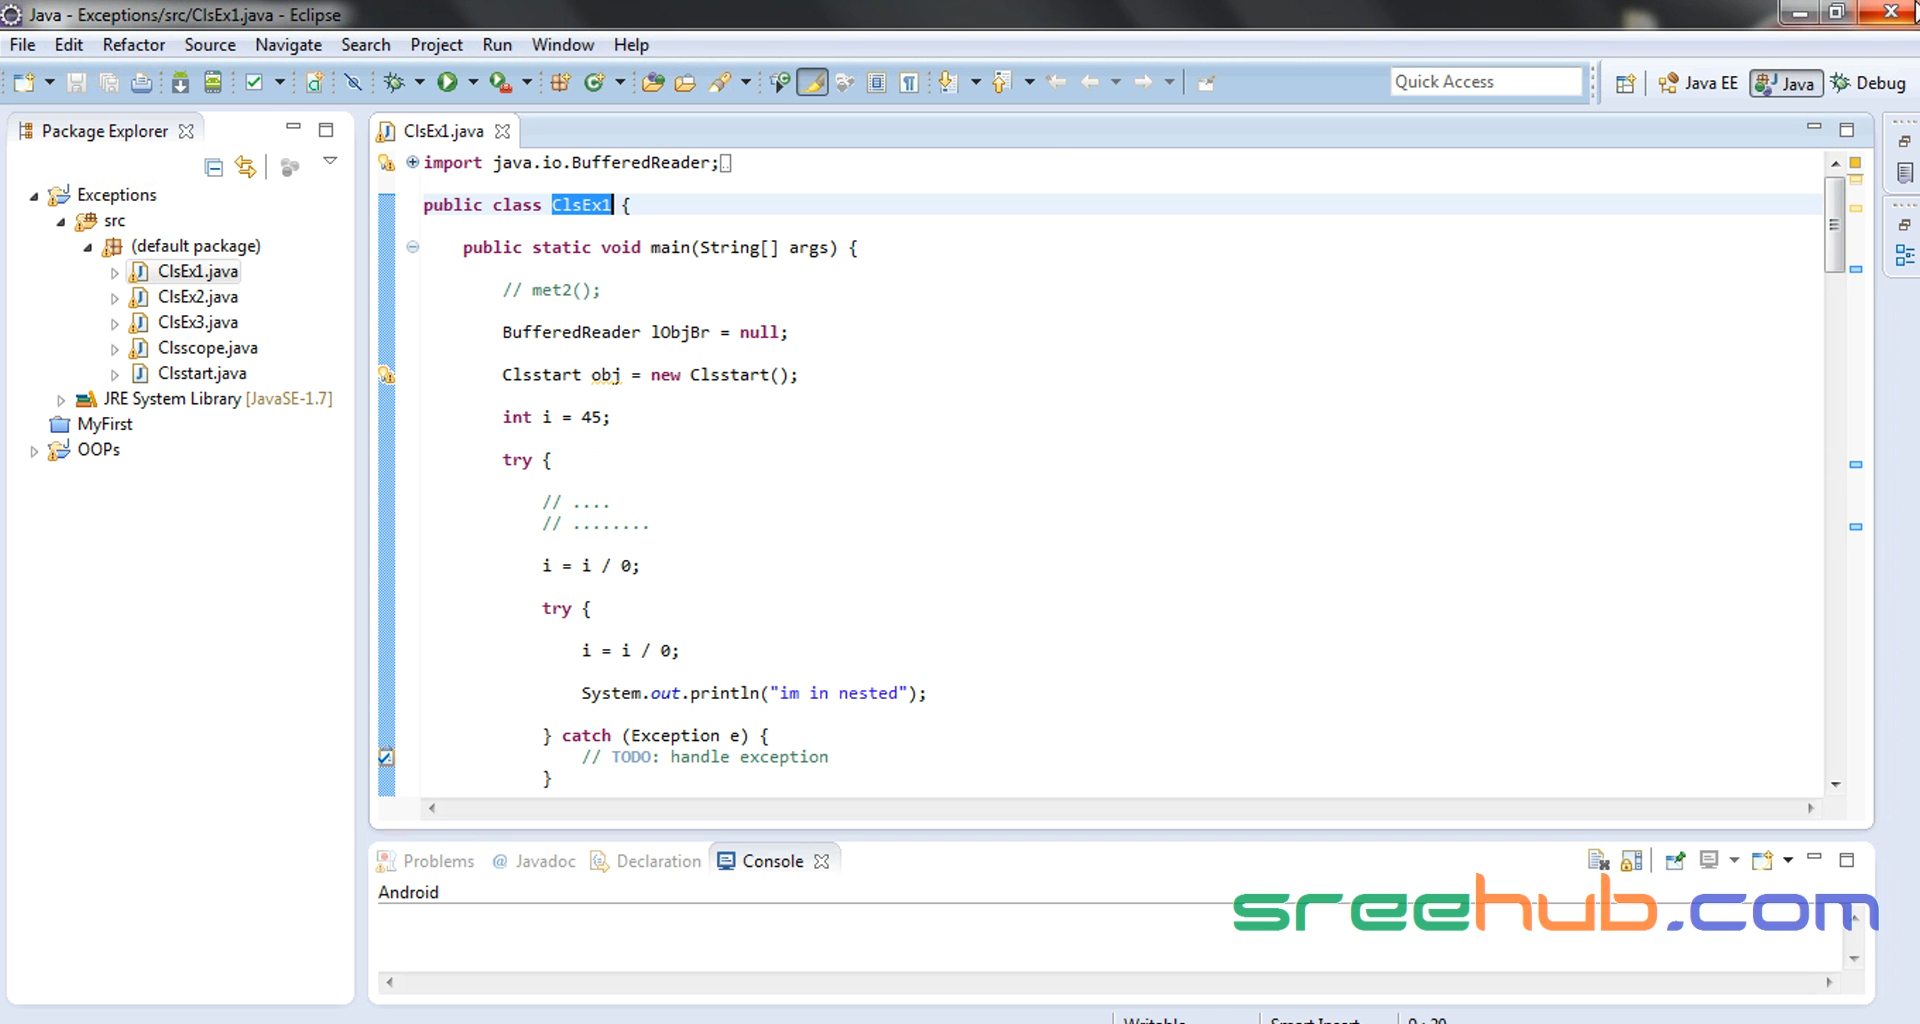 Java - Exceptions/src/ClsEx1.java - Eclipse
File Edit Refactor Source Navigate Search Project Run Window Help
Quick Access Java EE Java Debug
Package Explorer
Exceptions
src
(default package)
ClsEx1.java
ClsEx2.java
ClsEx3.java
Clsscope.java
Clsstart.java
JRE System Library [JavaSE-1.7]
MyFirst
OOPs
ClsEx1.java
import java.io.BufferedReader;
public class ClsEx1 {
public static void main(String[] args) {
// met2();
BufferedReader lObjBr = null;
Clsstart obj = new Clsstart();
int i = 45;
try {
// ....
// ........
i = i / 0;
try {
i = i / 0;
System.out.println("im in nested");
} catch (Exception e) {
// TODO: handle exception
}
Problems @ Javadoc Declaration Console
Android
sreehub.com
Writable Smart Insert